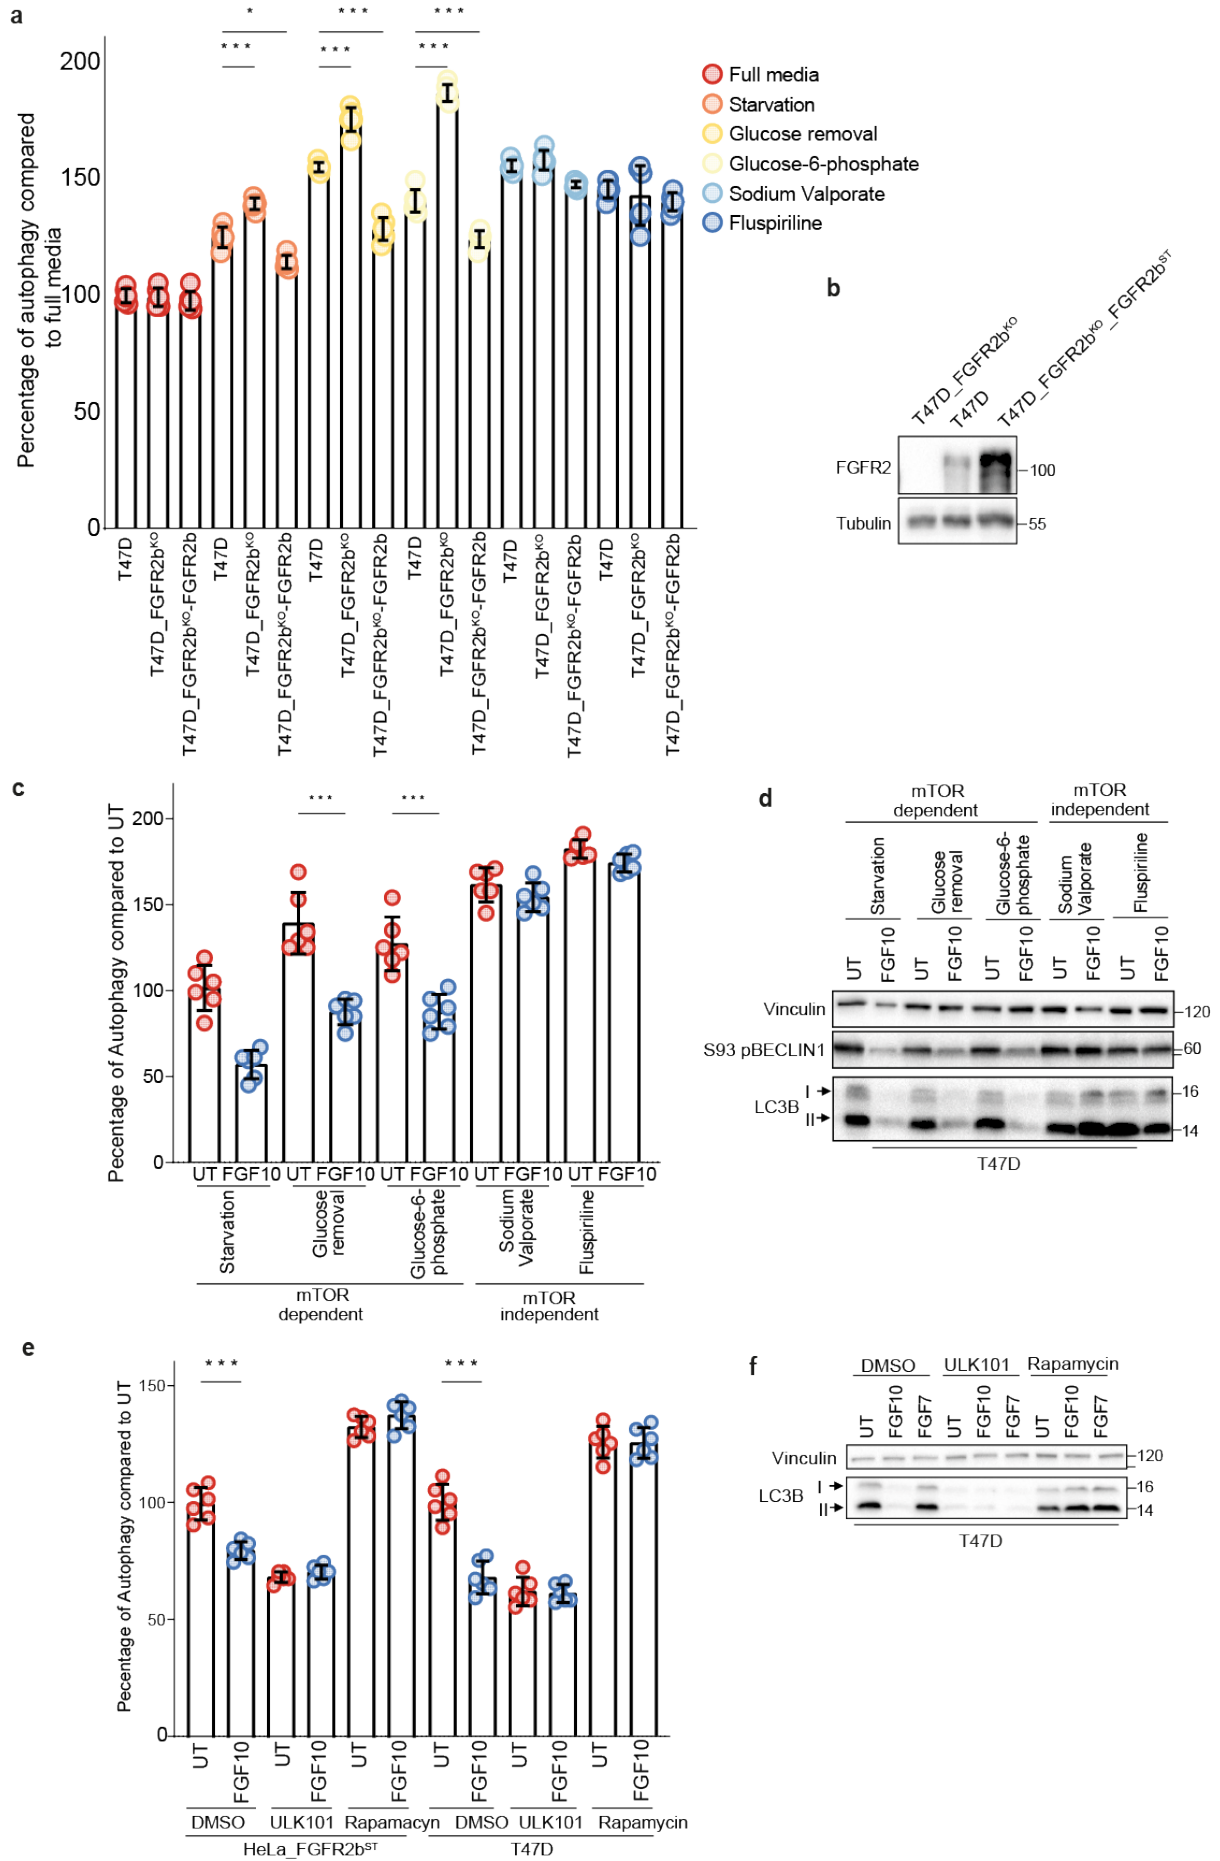 a
* * * * * * *
* * * * * * * * *
Percentage of autophagy compared
to full media
200
150
100
50
0
Full media
Starvation
Glucose removal
Glucose-6-phosphate
Sodium Valporate
Fluspiriline
T47D
T47D_FGFR2bKO
T47D_FGFR2bKO-FGFR2b
T47D
T47D_FGFR2bKO
T47D_FGFR2bKO-FGFR2b
T47D
T47D_FGFR2bKO
T47D_FGFR2bKO-FGFR2b
T47D
T47D_FGFR2bKO
T47D_FGFR2bKO-FGFR2b
T47D
T47D_FGFR2bKO
T47D_FGFR2bKO-FGFR2b
T47D
T47D_FGFR2bKO
T47D_FGFR2bKO-FGFR2b
b
T47D_FGFR2bKO
T47D
T47D_FGFR2bKO_FGFR2bST
FGFR2
100
Tubulin
55
c
Pecentage of Autophagy compared to UT
200
150
100
50
0
* * * * * *
UT FGF10 UT FGF10 UT FGF10 UT FGF10 UT FGF10
Starvation
Glucose
removal
Glucose-6-
phosphate
Sodium
Valporate
Fluspiriline
mTOR
dependent
mTOR
independent
d
mTOR
dependent
mTOR
independent
Starvation
Glucose
removal
Glucose-6-
phosphate
Sodium
Valporate
Fluspiriline
UT FGF10 UT FGF10 UT FGF10 UT FGF10 UT FGF10
Vinculin
120
S93 pBECLIN1
60
LC3B
I
II
16
14
T47D
e
Pecentage of Autophagy compared to UT
150
100
50
0
* * * * * *
UT FGF10 UT FGF10 UT FGF10 UT FGF10 UT FGF10 UT FGF10
DMSO ULK101 Rapamacyn DMSO ULK101 Rapamycin
HeLa_FGFR2bST T47D
f
DMSO ULK101 Rapamycin
UT FGF10 FGF7 UT FGF10 FGF7 UT FGF10 FGF7
Vinculin
120
LC3B
I
II
16
14
T47D